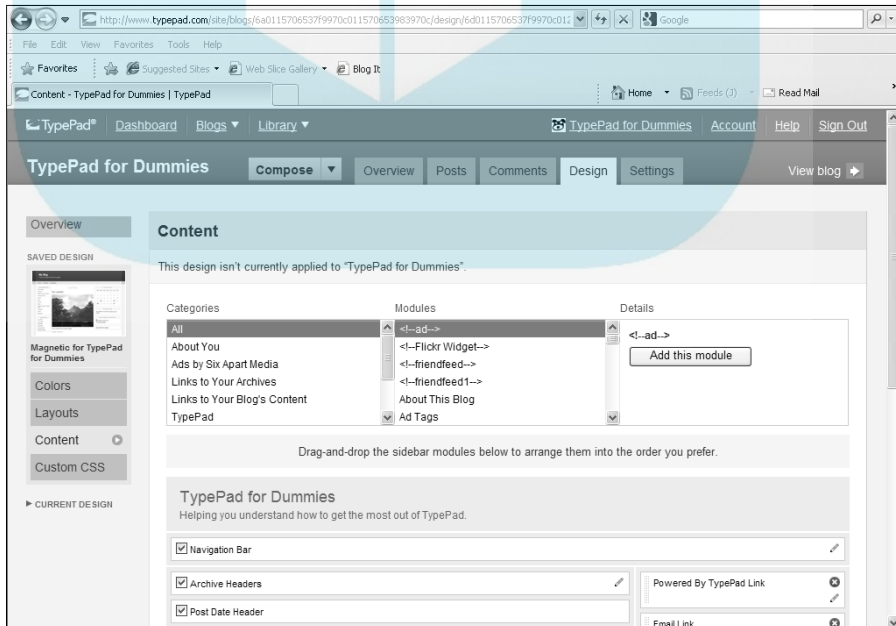 http://www.typepad.com/site/blogs/6a0115706537f9970c011570653983970c/design/6d0115706537f9970c012
Google
File Edit View Favorites Tools Help
Favorites Suggested Sites Web Slice Gallery Blog It
Content - TypePad for Dummies | TypePad
Home Feeds (J) Read Mail
TypePad® Dashboard Blogs Library TypePad for Dummies Account Help Sign Out
TypePad for Dummies Compose Overview Posts Comments Design Settings View blog
Overview
Content
SAVED DESIGN
This design isn't currently applied to "TypePad for Dummies".
Magnetic for TypePad
for Dummies
Colors
Layouts
Content
Custom CSS
CURRENT DESIGN
Categories Modules Details
All <!--ad--> <!--ad-->
About You <!--Flickr Widget--> Add this module
Ads by Six Apart Media <!--friendfeed-->
Links to Your Archives <!--friendfeed1-->
Links to Your Blog's Content About This Blog
TypePad Ad Tags
Drag-and-drop the sidebar modules below to arrange them into the order you prefer.
TypePad for Dummies
Helping you understand how to get the most out of TypePad.
Navigation Bar
Archive Headers Powered By TypePad Link
Post Date Header
Email Link